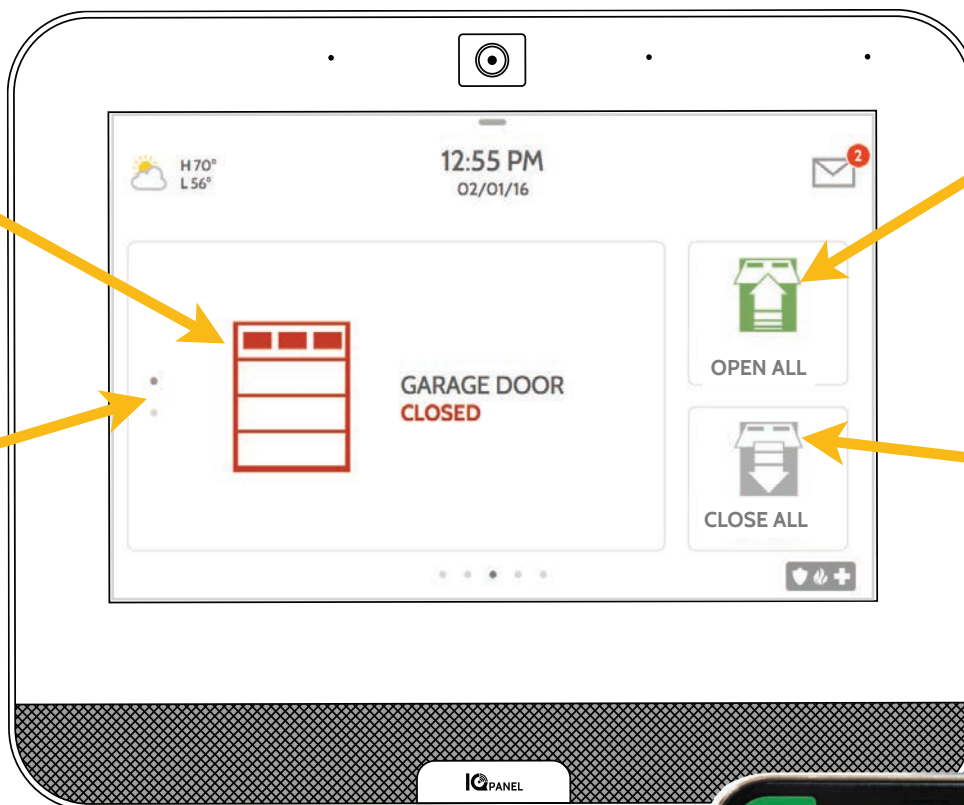 H 70°
L 56°
12:55 PM
02/01/16
2
GARAGE DOOR
CLOSED
OPEN ALL
CLOSE ALL
IQ PANEL